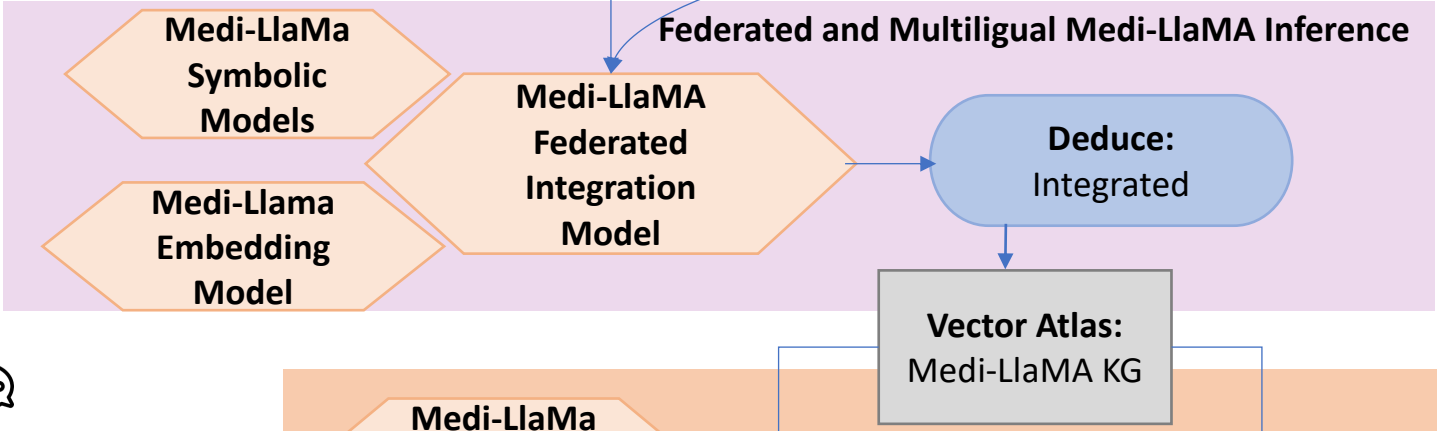 Federated and Multiligual Medi-LlaMA Inference
Medi-LlaMa
Symbolic
Models
Medi-LlaMA
Federated
Integration
Model
Medi-Llama
Embedding
Model
Deduce:
Integrated
Vector Atlas:
Medi-LlaMA KG
Medi-LlaMa